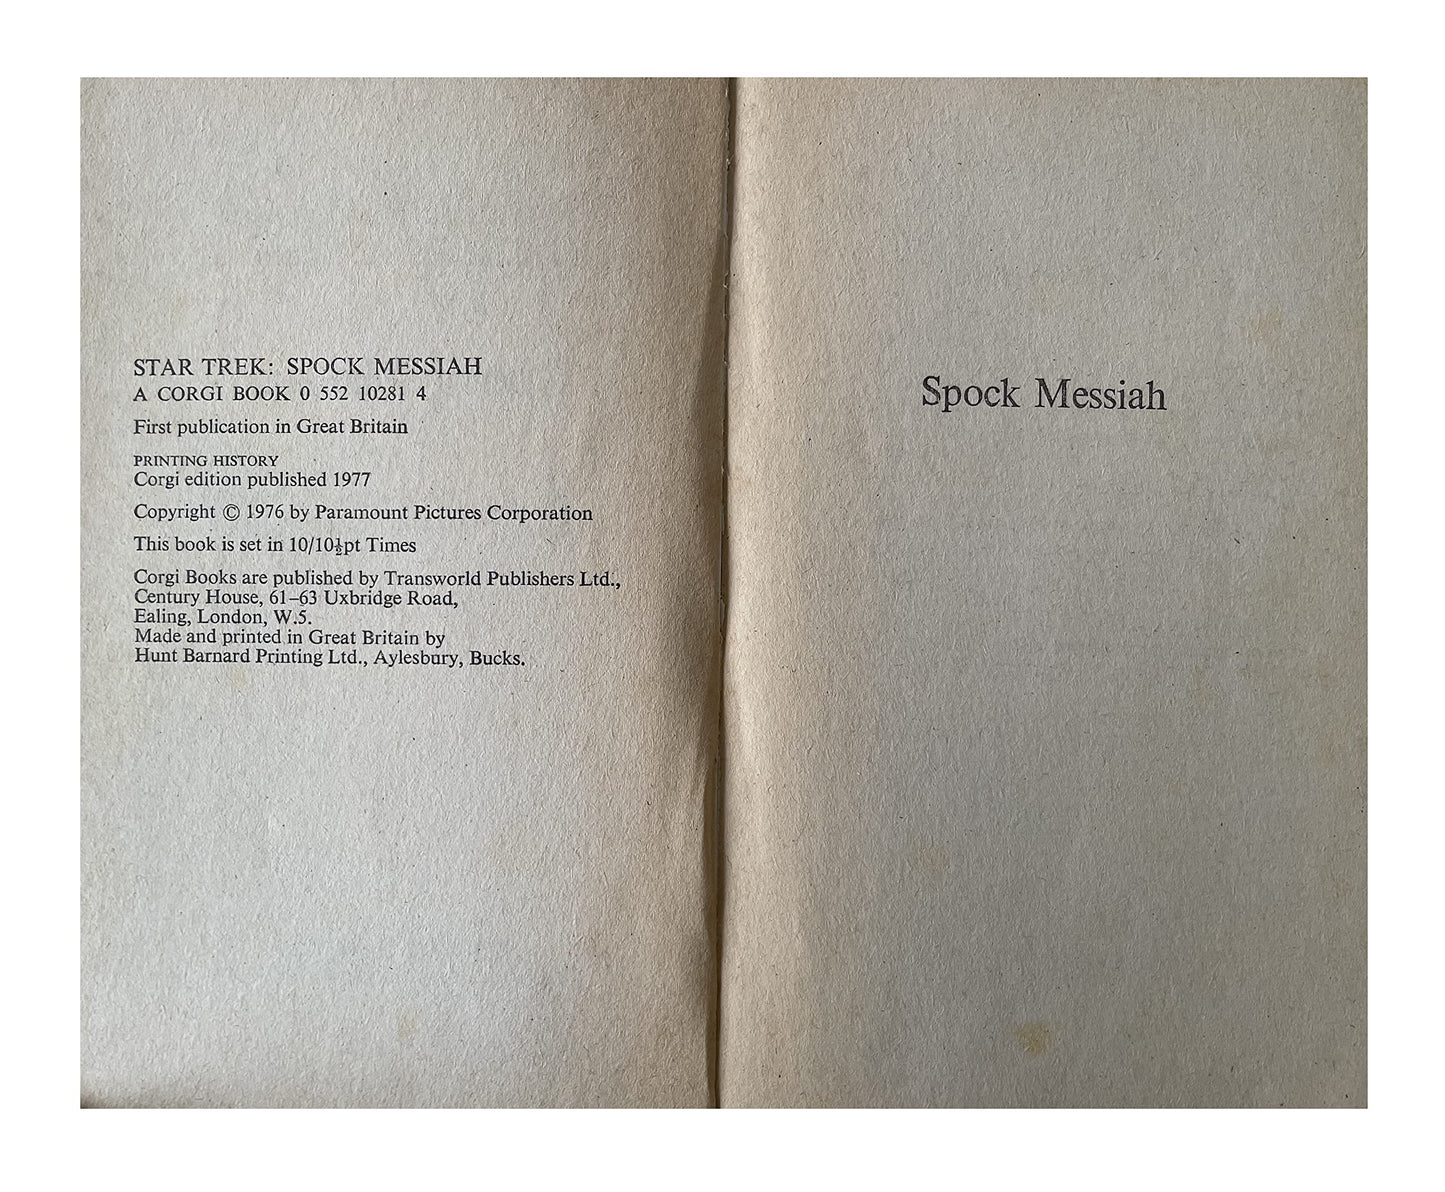 STAR TREK: SPOCK MESSIAH
A CORGI BOOK 0 552 10281 4
First publication in Great Britain
PRINTING HISTORY
Corgi edition published 1977
Copyright © 1976 by Paramount Pictures Corporation
This book is set in 10/10½pt Times
Corgi Books are published by Transworld Publishers Ltd.,
Century House, 61–63 Uxbridge Road,
Ealing, London, W.5.
Made and printed in Great Britain by
Hunt Barnard Printing Ltd., Aylesbury, Bucks.
Spock Messiah